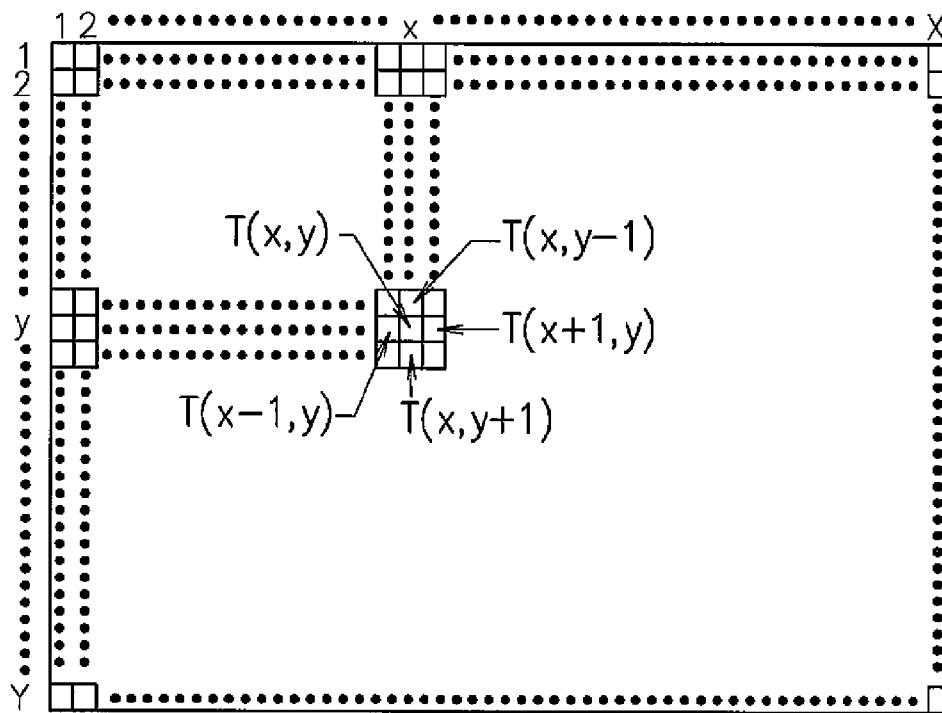 1 2 x X
1
2
T(x,y) T(x,y-1)
y T(x+1,y)
T(x-1,y) T(x,y+1)
Y